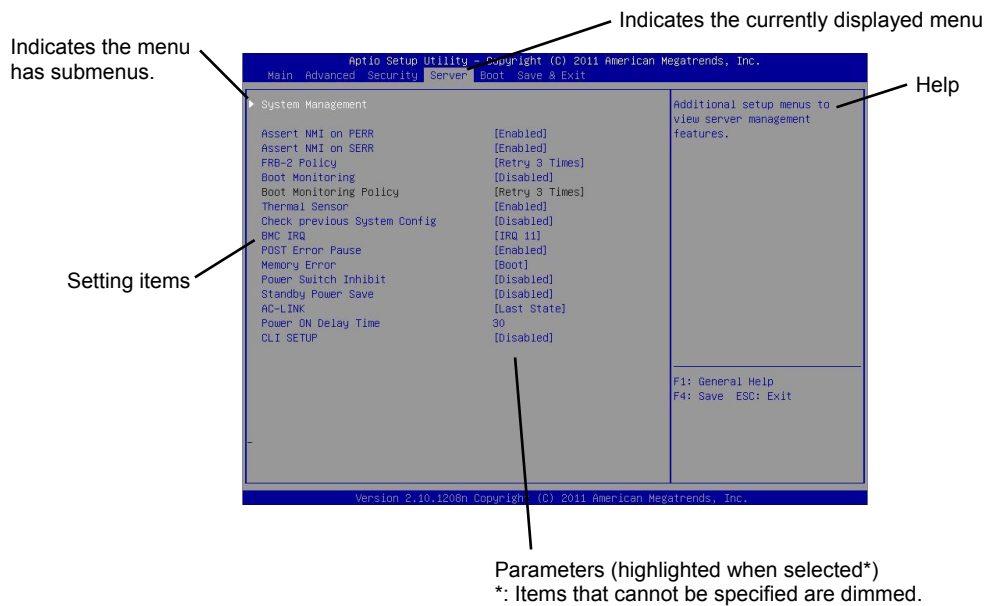 Indicates the currently displayed menu
Indicates the menu
has submenus.
Aptio Setup Utility – Copyright (C) 2011 American Megatrends, Inc.
Main Advanced Security Server Boot Save & Exit
Help
System Management
Additional setup menus to
view server management
features.
Assert NMI on PERR [Enabled]
Assert NMI on SERR [Enabled]
FRB-2 Policy [Retry 3 Times]
Boot Monitoring [Disabled]
Boot Monitoring Policy [Retry 3 Times]
Thermal Sensor [Enabled]
Check previous System Config [Disabled]
BMC IRQ [IRQ 11]
POST Error Pause [Enabled]
Memory Error [Boot]
Power Switch Inhibit [Disabled]
Standby Power Save [Disabled]
AC-LINK [Last State]
Power ON Delay Time 30
CLI SETUP [Disabled]
Setting items
F1: General Help
F4: Save ESC: Exit
Version 2.10.1208n Copyright (C) 2011 American Megatrends, Inc.
Parameters (highlighted when selected*)
*: Items that cannot be specified are dimmed.